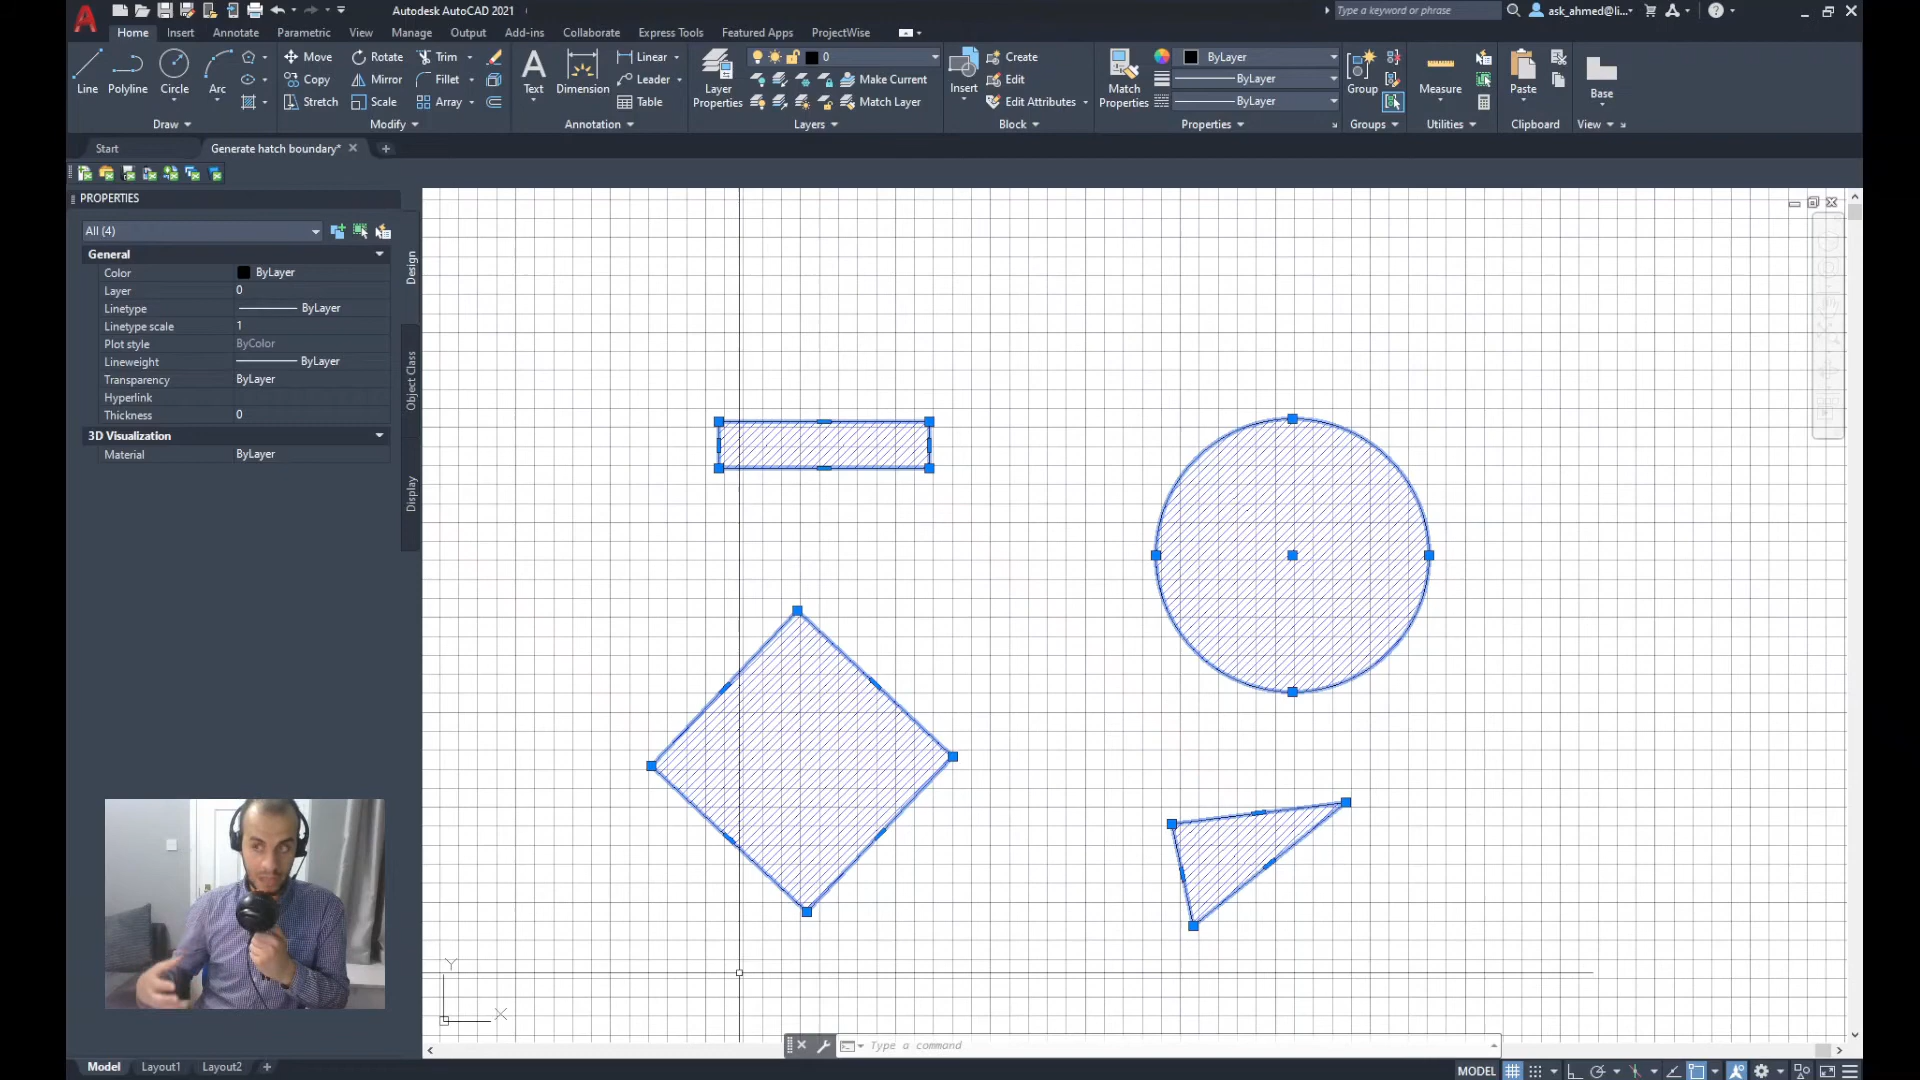 Autodesk AutoCAD 2021
Type a keyword or phrase
ask_ahmed@li...
Home Insert Annotate Parametric View Manage Output Add-ins Collaborate Express Tools Featured Apps ProjectWise
Line
Polyline
Circle
Arc
Draw
Move Rotate Trim
Copy Mirror Fillet
Stretch Scale Array
Modify
Text
Dimension
Linear
Leader
Table
Annotation
Layer
Properties
0
Make Current
Match Layer
Layers
Insert
Create
Edit
Edit Attributes
Block
Match
Properties
ByLayer
ByLayer
ByLayer
Properties
Group
Groups
Measure
Utilities
Paste
Clipboard
Base
View
Start
Generate hatch boundary*
PROPERTIES
All (4)
General
Color ByLayer
Layer 0
Linetype ByLayer
Linetype scale 1
Plot style ByColor
Lineweight ByLayer
Transparency ByLayer
Hyperlink
Thickness 0
3D Visualization
Material ByLayer
Design
Object Class
Display
Y
X
Type a command
Model Layout1 Layout2
MODEL